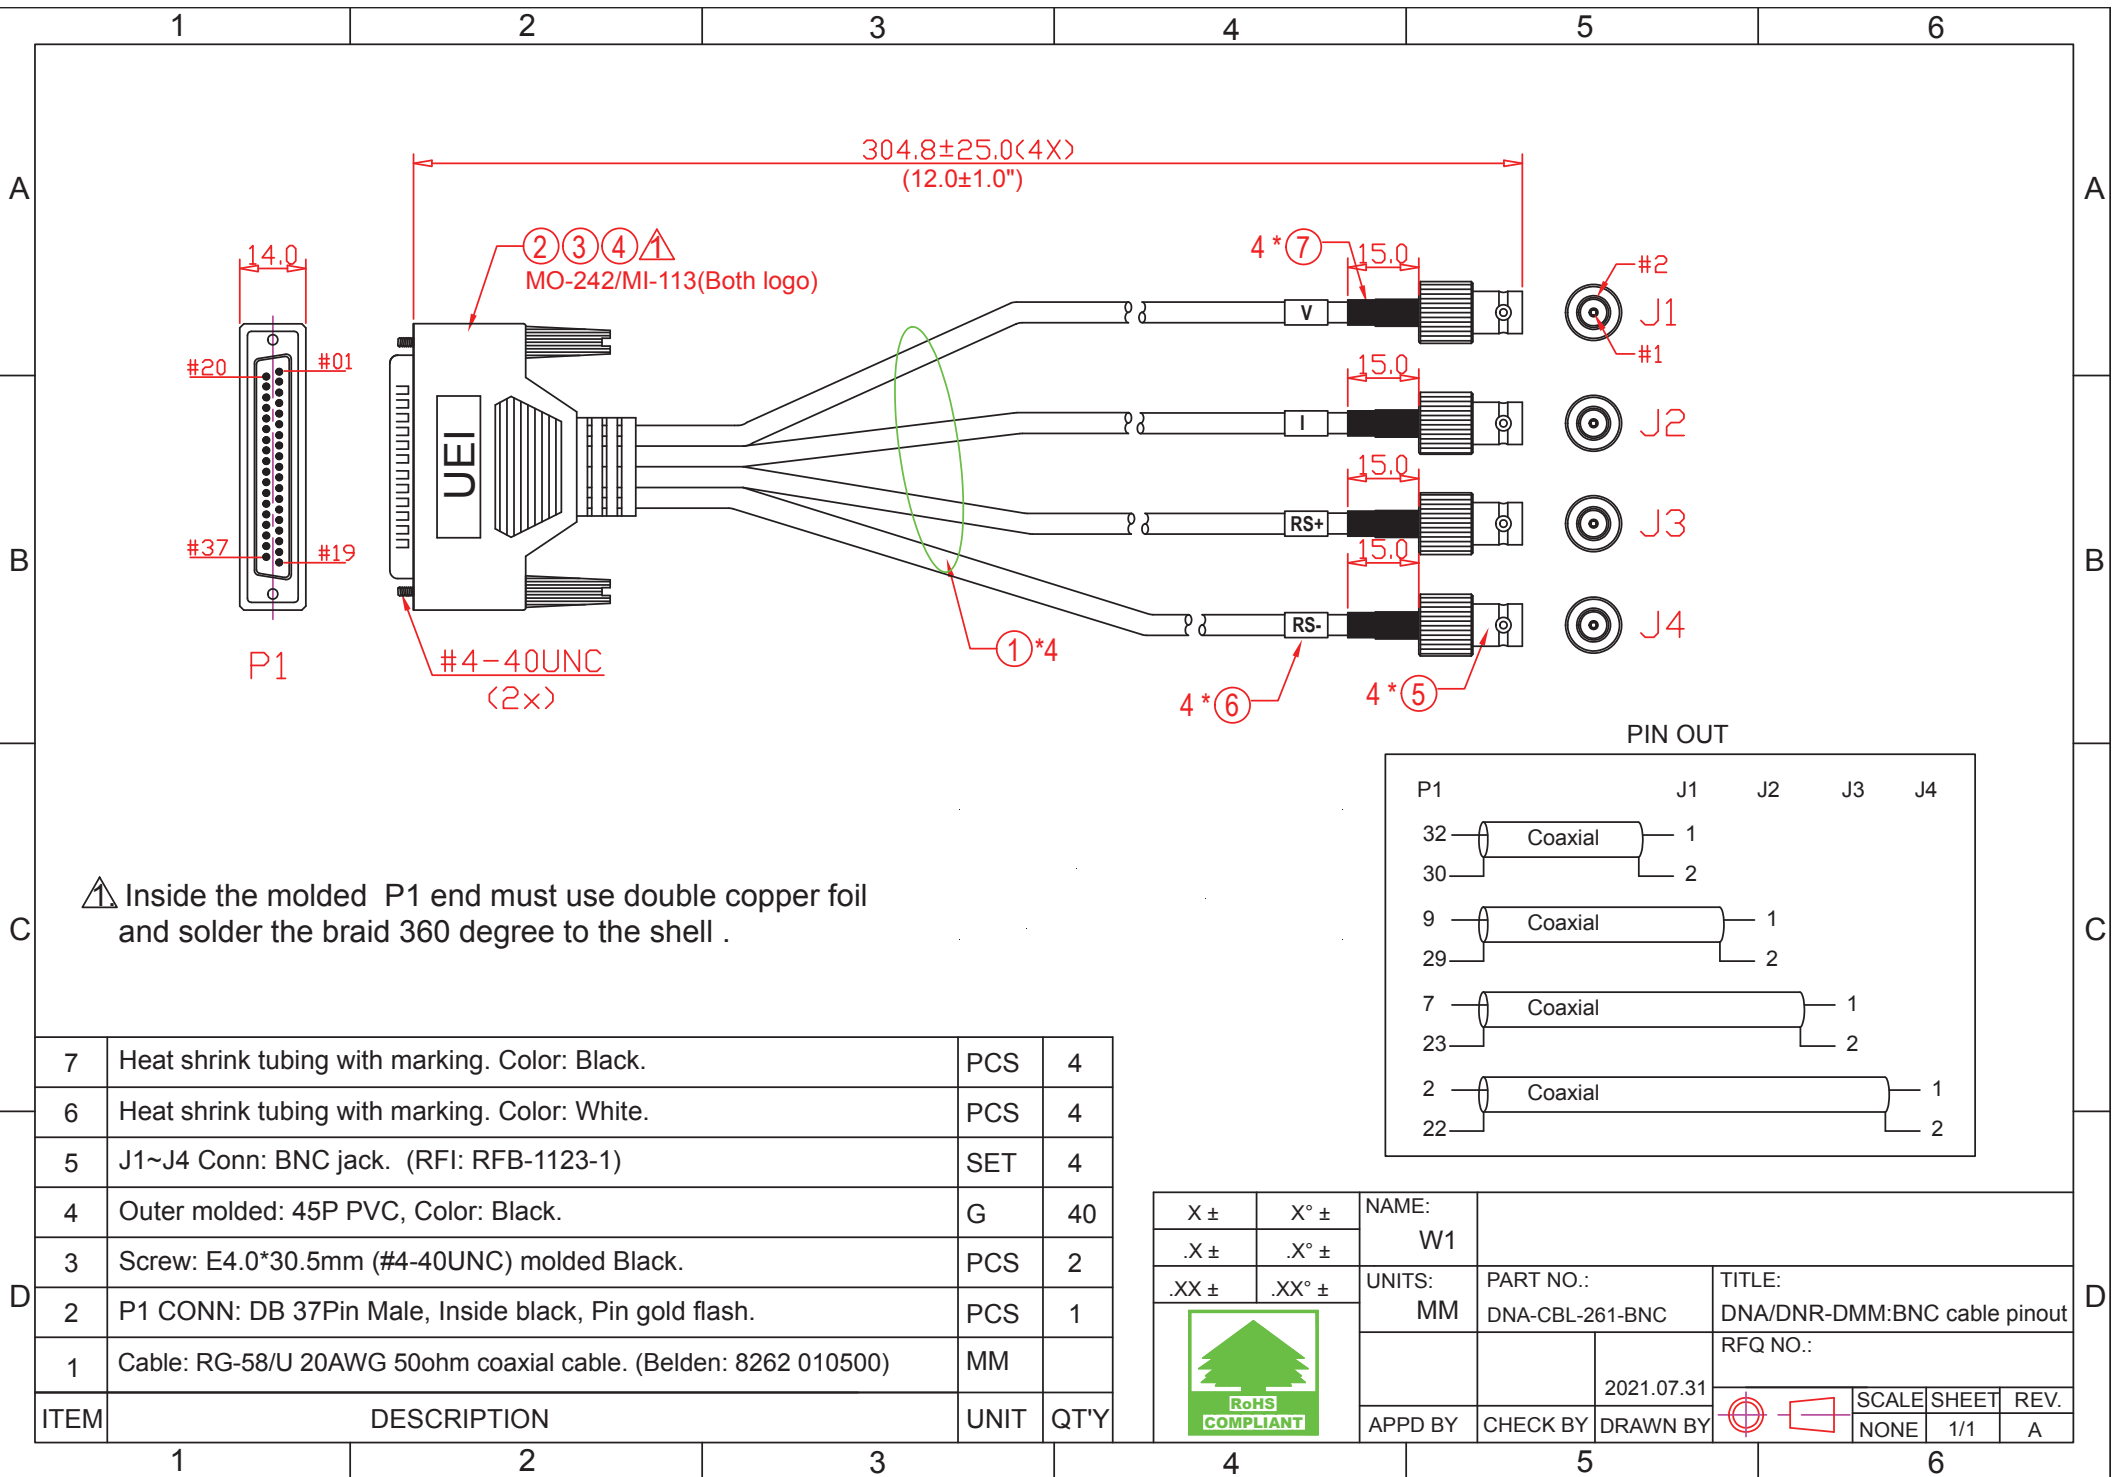 1 2 3 4 5 6
A A
B B
C C
D D
304.8±25.0(4X)
(12.0±1.0")
14.0
#20 #01
#37 #19
P1
②③④ 1
MO-242/MI-113(Both logo)
UEI
#4-40UNC
(2x)
①*4
4*⑦
15.0
V
#2
J1
#1
15.0
I
J2
15.0
RS+
J3
15.0
RS-
J4
4*⑥
4*⑤
PIN OUT
P1 J1 J2 J3 J4
32 Coaxial 1
30 2
9 Coaxial 1
29 2
7 Coaxial 1
23 2
2 Coaxial 1
22 2
1 Inside the molded P1 end must use double copper foil
and solder the braid 360 degree to the shell .
7 Heat shrink tubing with marking. Color: Black. PCS 4
6 Heat shrink tubing with marking. Color: White. PCS 4
5 J1~J4 Conn: BNC jack. (RFI: RFB-1123-1) SET 4
4 Outer molded: 45P PVC, Color: Black. G 40
3 Screw: E4.0*30.5mm (#4-40UNC) molded Black. PCS 2
2 P1 CONN: DB 37Pin Male, Inside black, Pin gold flash. PCS 1
1 Cable: RG-58/U 20AWG 50ohm coaxial cable. (Belden: 8262 010500) MM
ITEM DESCRIPTION UNIT QT'Y
X ± X° ±
.X ± .X° ±
.XX ± .XX° ±
RoHS
COMPLIANT
NAME:
W1
UNITS:
MM
PART NO.:
DNA-CBL-261-BNC
TITLE:
DNA/DNR-DMM:BNC cable pinout
RFQ NO.:
2021.07.31
APPD BY CHECK BY DRAWN BY
SCALE SHEET REV.
NONE 1/1 A
1 2 3 4 5 6